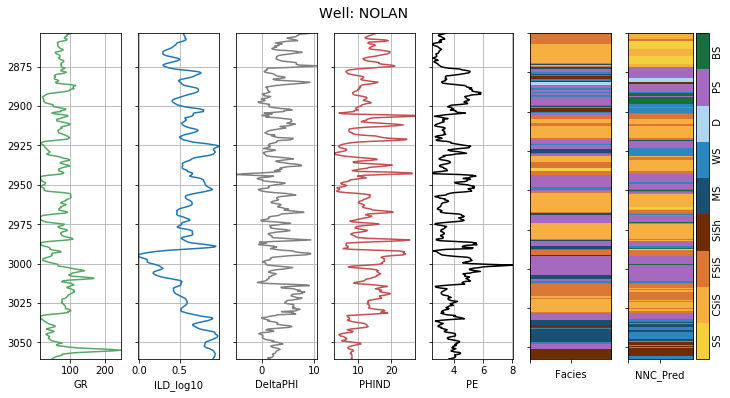 Well: NOLAN
2875
2900
2925
2950
2975
3000
3025
3050
100 200
GR
0.0 0.5
ILD_log10
0 10
DeltaPHI
10 20
PHIND
4 6 8
PE
Facies
NNC_Pred
BS
PS
D
WS
MS
SiSh
FSiS
CSiS
SS